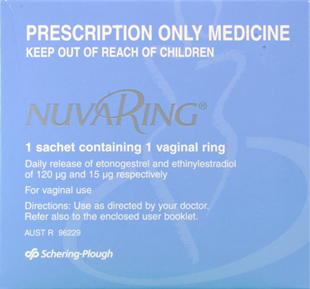 PRESCRIPTION ONLY MEDICINE
KEEP OUT OF REACH OF CHILDREN
NUVARING®
1 sachet containing 1 vaginal ring
Daily release of etonogestrel and ethinylestradiol
of 120 µg and 15 µg respectively
For vaginal use
Directions: Use as directed by your doctor.
Refer also to the enclosed user booklet.
AUST R 96229
Schering-Plough